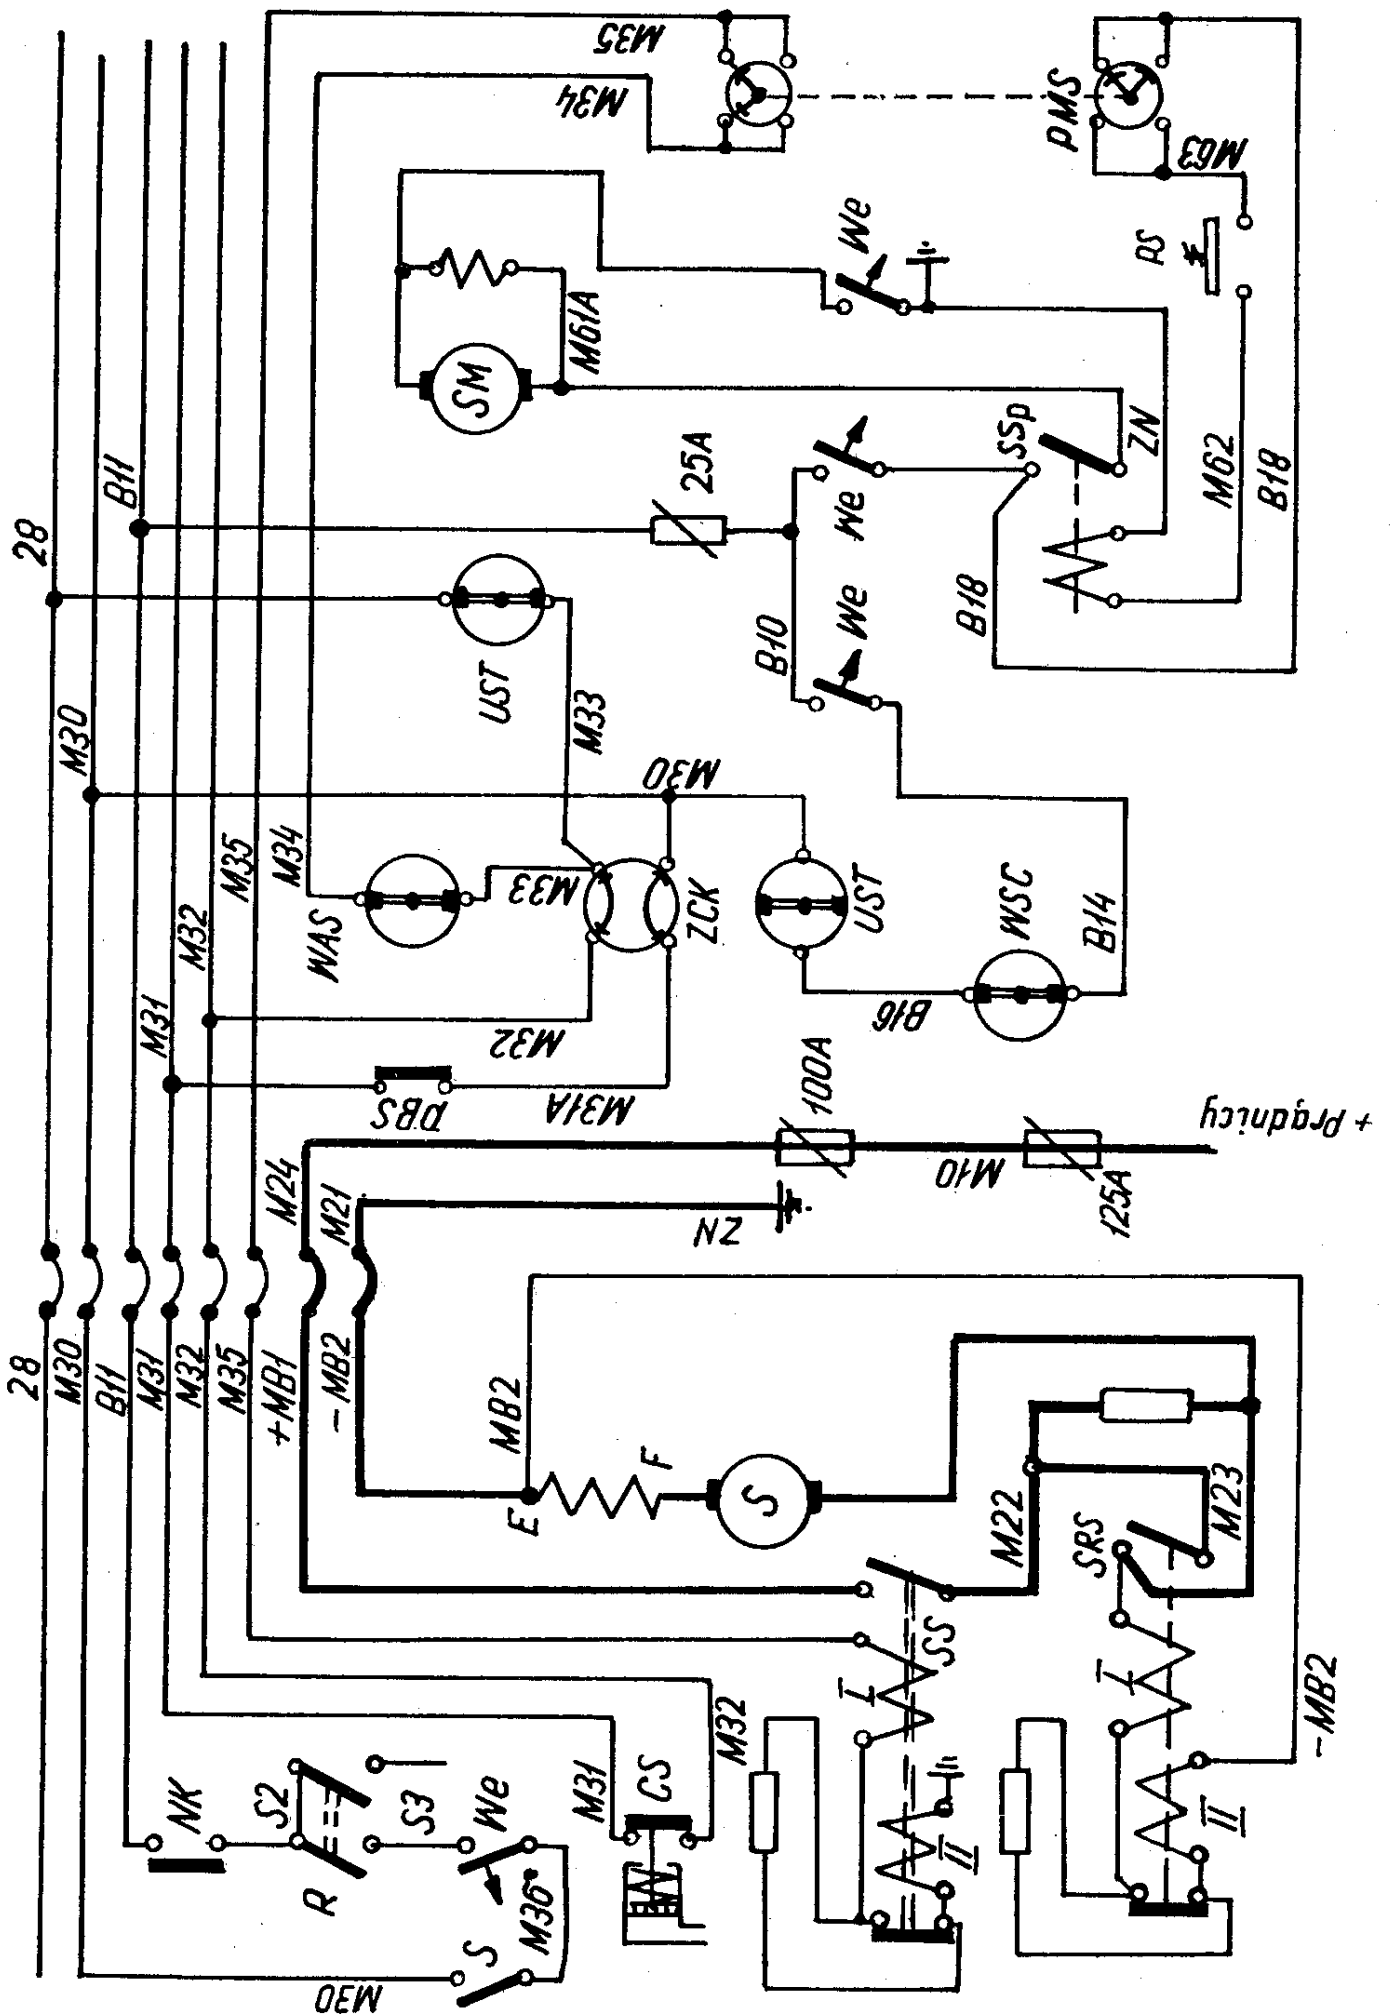 M35
M34
PMS
M63
We
RS
M61A
SM
25A
SSp
ZN
M62
B18
B11
28
We
UST
B10
We
B18
M30
M33
M30
M35
M34
WAS
M33
ZCK
UST
WSC
B14
M32
M31
B16
M32
PBS
M31A
100A
+ Prądnicy
M24
M21
M10
125A
ZN
28
M30
B11
M31
M32
M35
+MB1
-MB2
MB2
E
F
S
M22
M23
SRS
SS
I
I
II
II
-MB2
M32
M31
CS
NK
S2
S3
R
We
M36
S
M30